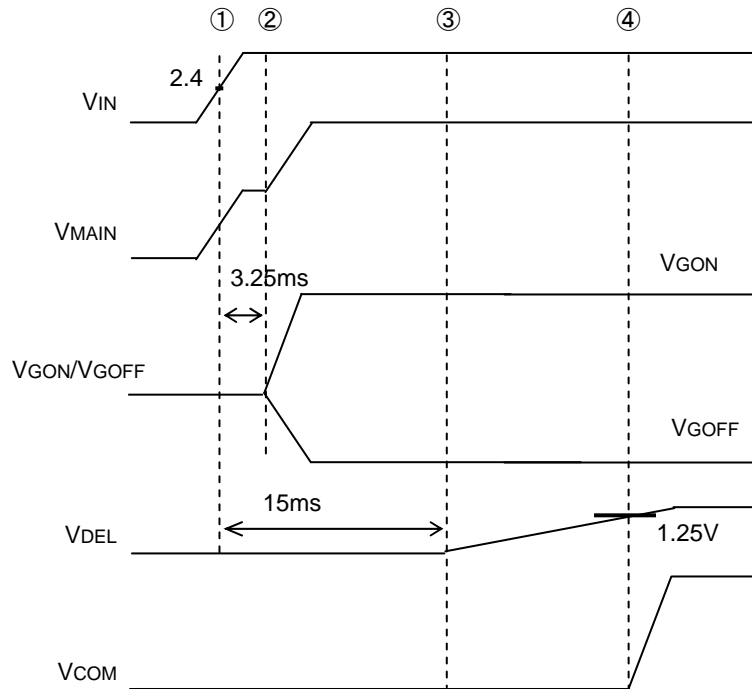 ① ② ③ ④
2.4
VIN
VMAIN
3.25ms
VGON
VGON/VGOFF
VGOFF
15ms
VDEL
1.25V
VCOM